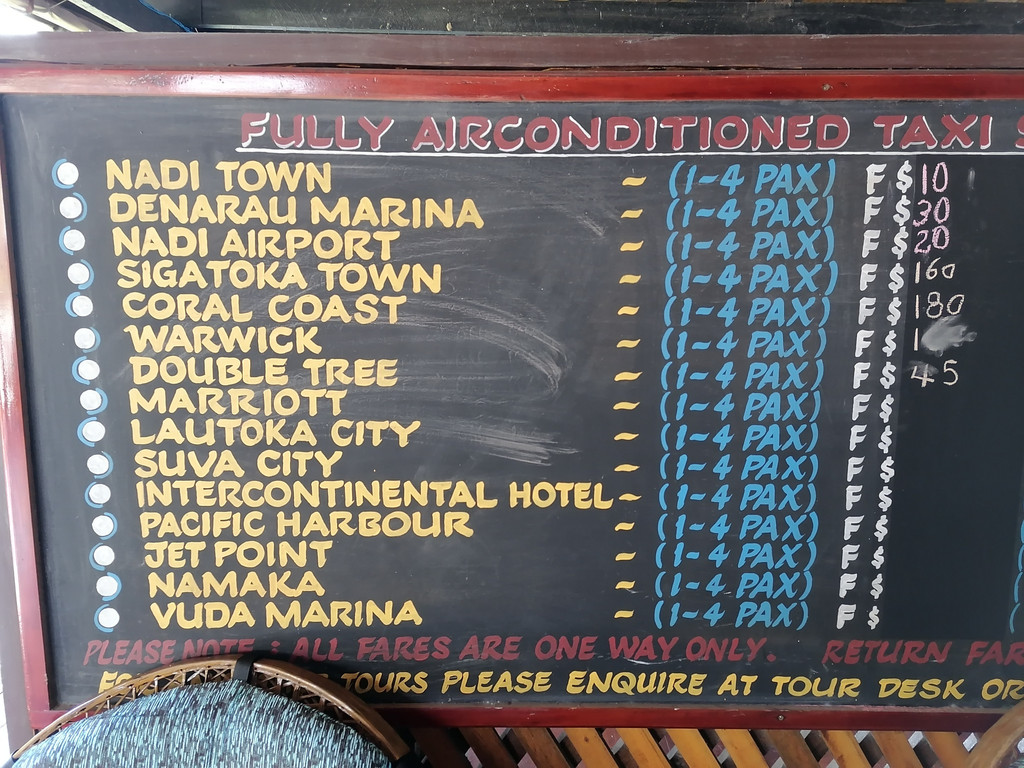 FULLY AIRCONDITIONED TAXI
NADI TOWN - (1-4 PAX) F $10
DENARAU MARINA - (1-4 PAX) F $30
NADI AIRPORT - (1-4 PAX) F $20
SIGATOKA TOWN - (1-4 PAX) F $160
CORAL COAST - (1-4 PAX) F $180
WARWICK - (1-4 PAX) F $1
DOUBLE TREE - (1-4 PAX) F $45
MARRIOTT - (1-4 PAX) F $
LAUTOKA CITY - (1-4 PAX) F $
SUVA CITY - (1-4 PAX) F $
INTERCONTINENTAL HOTEL - (1-4 PAX) F $
PACIFIC HARBOUR - (1-4 PAX) F $
JET POINT - (1-4 PAX) F $
NAMAKA - (1-4 PAX) F $
VUDA MARINA - (1-4 PAX) F $
PLEASE NOTE : ALL FARES ARE ONE WAY ONLY. RETURN FAR
TOURS PLEASE ENQUIRE AT TOUR DESK OR